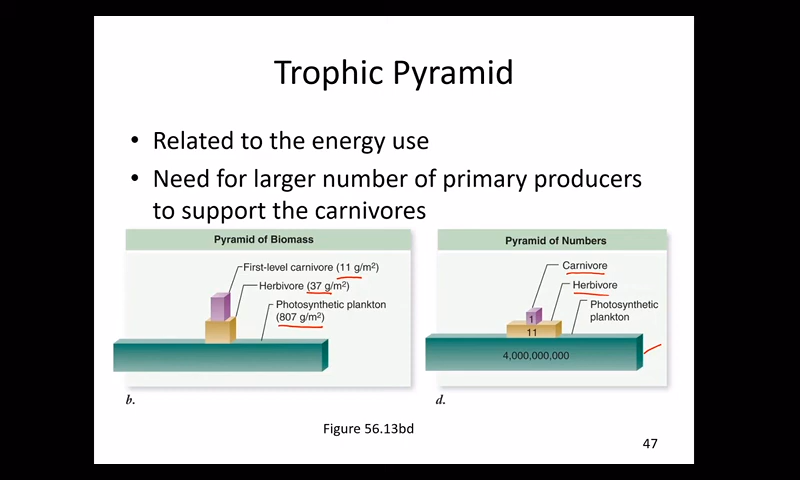 Trophic Pyramid
• Related to the energy use
• Need for larger number of primary producers
to support the carnivores
Pyramid of Biomass
First-level carnivore (11 g/m²)
Herbivore (37 g/m²)
Photosynthetic plankton
(807 g/m²)
b.
Pyramid of Numbers
Carnivore
Herbivore
Photosynthetic
plankton
1
11
4,000,000,000
d.
Figure 56.13bd
47